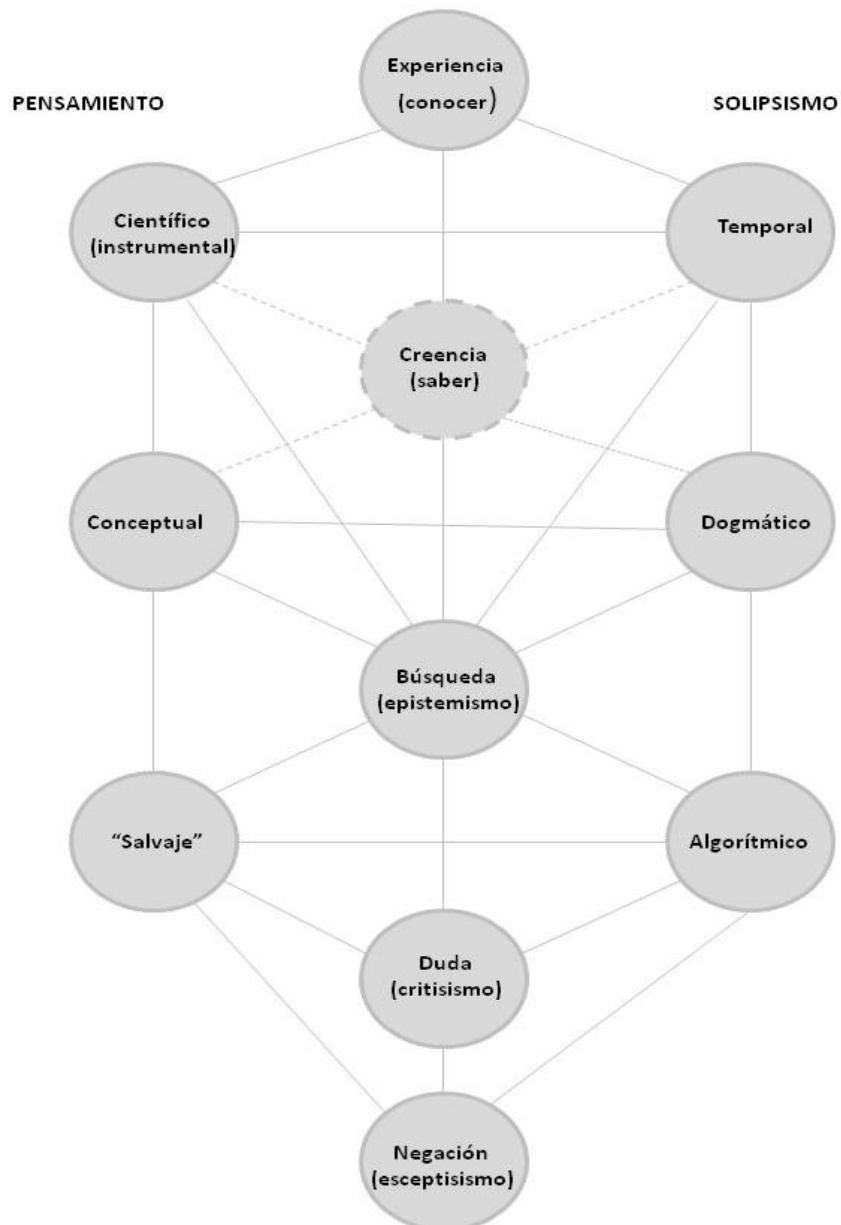 Experiencia
(conocer)
PENSAMIENTO
SOLIPSISMO
Científico
(instrumental)
Temporal
Creencia
(saber)
Conceptual
Dogmático
Búsqueda
(epistemismo)
“Salvaje”
Algorítmico
Duda
(critisismo)
Negación
(esceptisismo)